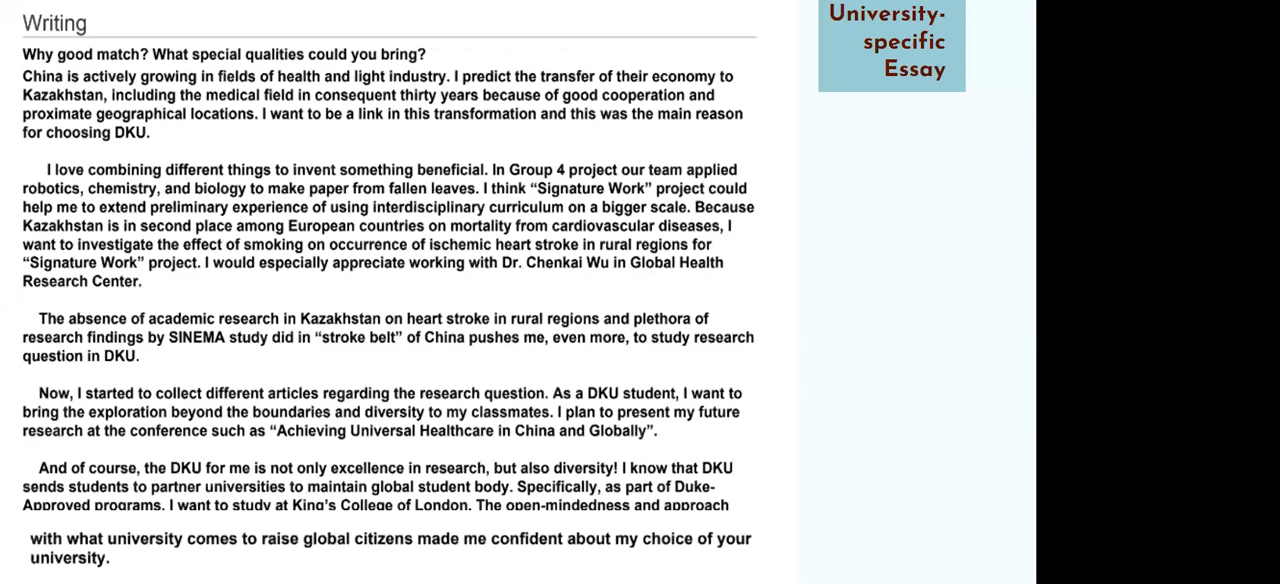 Writing
Why good match? What special qualities could you bring?
China is actively growing in fields of health and light industry. I predict the transfer of their economy to
Kazakhstan, including the medical field in consequent thirty years because of good cooperation and
proximate geographical locations. I want to be a link in this transformation and this was the main reason
for choosing DKU.
I love combining different things to invent something beneficial. In Group 4 project our team applied
robotics, chemistry, and biology to make paper from fallen leaves. I think “Signature Work” project could
help me to extend preliminary experience of using interdisciplinary curriculum on a bigger scale. Because
Kazakhstan is in second place among European countries on mortality from cardiovascular diseases, I
want to investigate the effect of smoking on occurrence of ischemic heart stroke in rural regions for
“Signature Work” project. I would especially appreciate working with Dr. Chenkai Wu in Global Health
Research Center.
The absence of academic research in Kazakhstan on heart stroke in rural regions and plethora of
research findings by SINEMA study did in “stroke belt” of China pushes me, even more, to study research
question in DKU.
Now, I started to collect different articles regarding the research question. As a DKU student, I want to
bring the exploration beyond the boundaries and diversity to my classmates. I plan to present my future
research at the conference such as “Achieving Universal Healthcare in China and Globally”.
And of course, the DKU for me is not only excellence in research, but also diversity! I know that DKU
sends students to partner universities to maintain global student body. Specifically, as part of Duke-
Approved programs. I want to study at King's College of London. The open-mindedness and approach
with what university comes to raise global citizens made me confident about my choice of your
university.
University-
specific
Essay